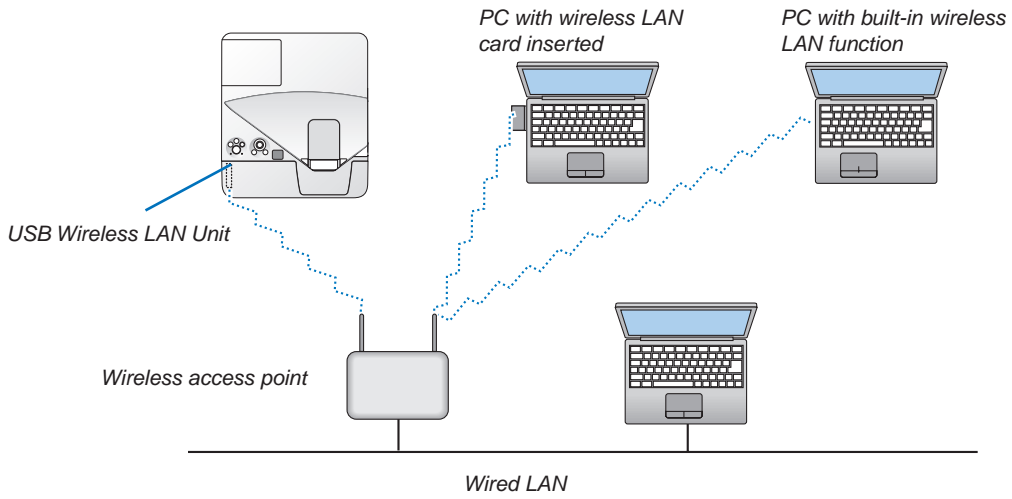 PC with wireless LAN
card inserted
PC with built-in wireless
LAN function
USB Wireless LAN Unit
Wireless access point
Wired LAN